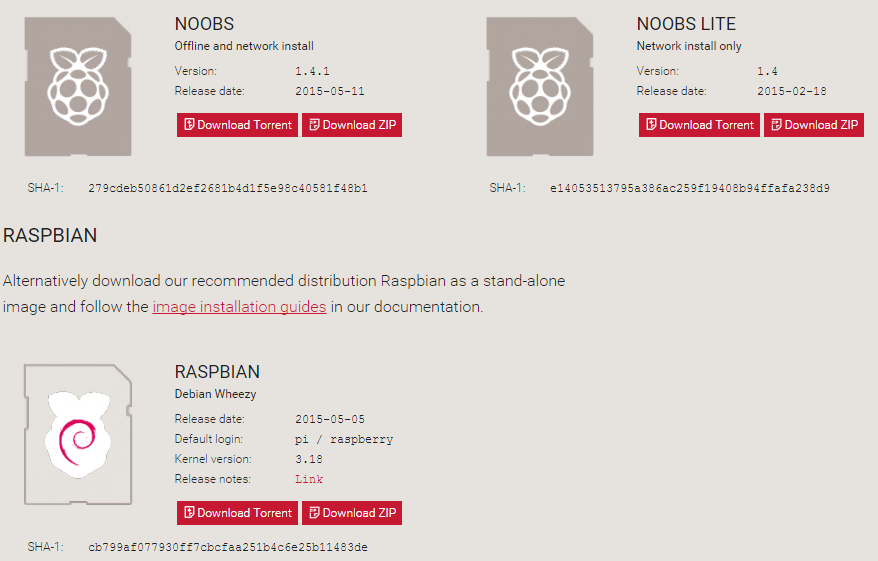 NOOBS
Offline and network install
Version: 1.4.1
Release date: 2015-05-11
Download Torrent Download ZIP
SHA-1: 279cdeb50861d2ef2681b4d1f5e98c40581f48b1
NOOBS LITE
Network install only
Version: 1.4
Release date: 2015-02-18
Download Torrent Download ZIP
SHA-1: e14053513795a386ac259f19408b94ffafa238d9
RASPBIAN
Alternatively download our recommended distribution Raspbian as a stand-alone
image and follow the image installation guides in our documentation.
RASPBIAN
Debian Wheezy
Release date: 2015-05-05
Default login: pi / raspberry
Kernel version: 3.18
Release notes: Link
Download Torrent Download ZIP
SHA-1: cb799af077930ff7cbcfaa251b4c6e25b11483de